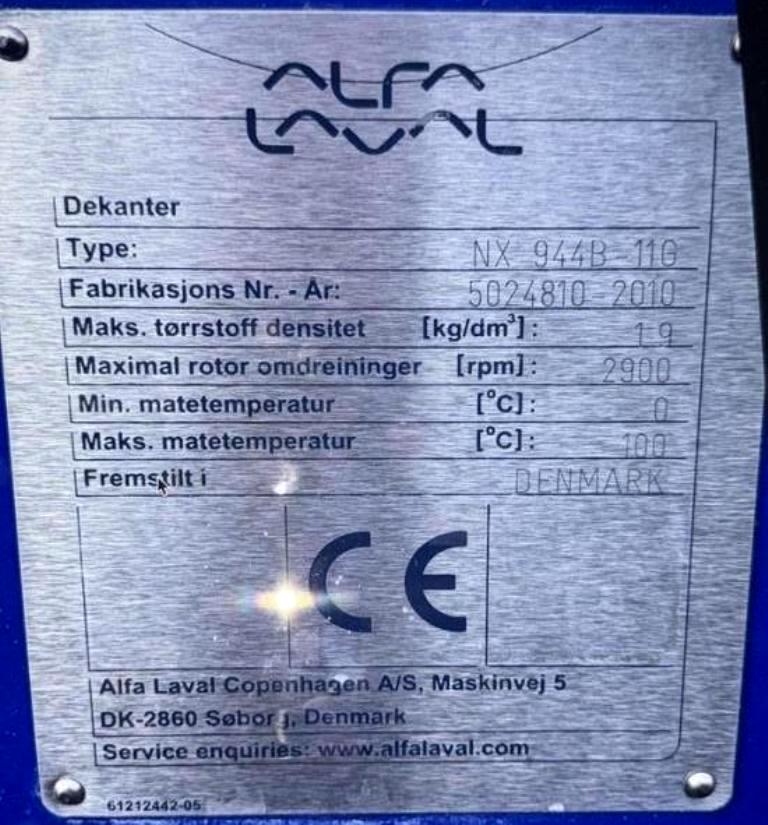 ALFA
LAVAL
Dekanter
Type: NX 944B-11G
Fabrikasjons Nr. - År: 5024810-2010
Maks. tørrstoff densitet [kg/dm³]: 1.9
Maximal rotor omdreininger [rpm]: 2900
Min. matetemperatur [°C]: 0
Maks. matetemperatur [°C]: 100
Fremstilt i DENMARK
CE
Alfa Laval Copenhagen A/S, Maskinvej 5
DK-2860 Søborg, Denmark
Service enquiries: www.alfalaval.com
61212442-05